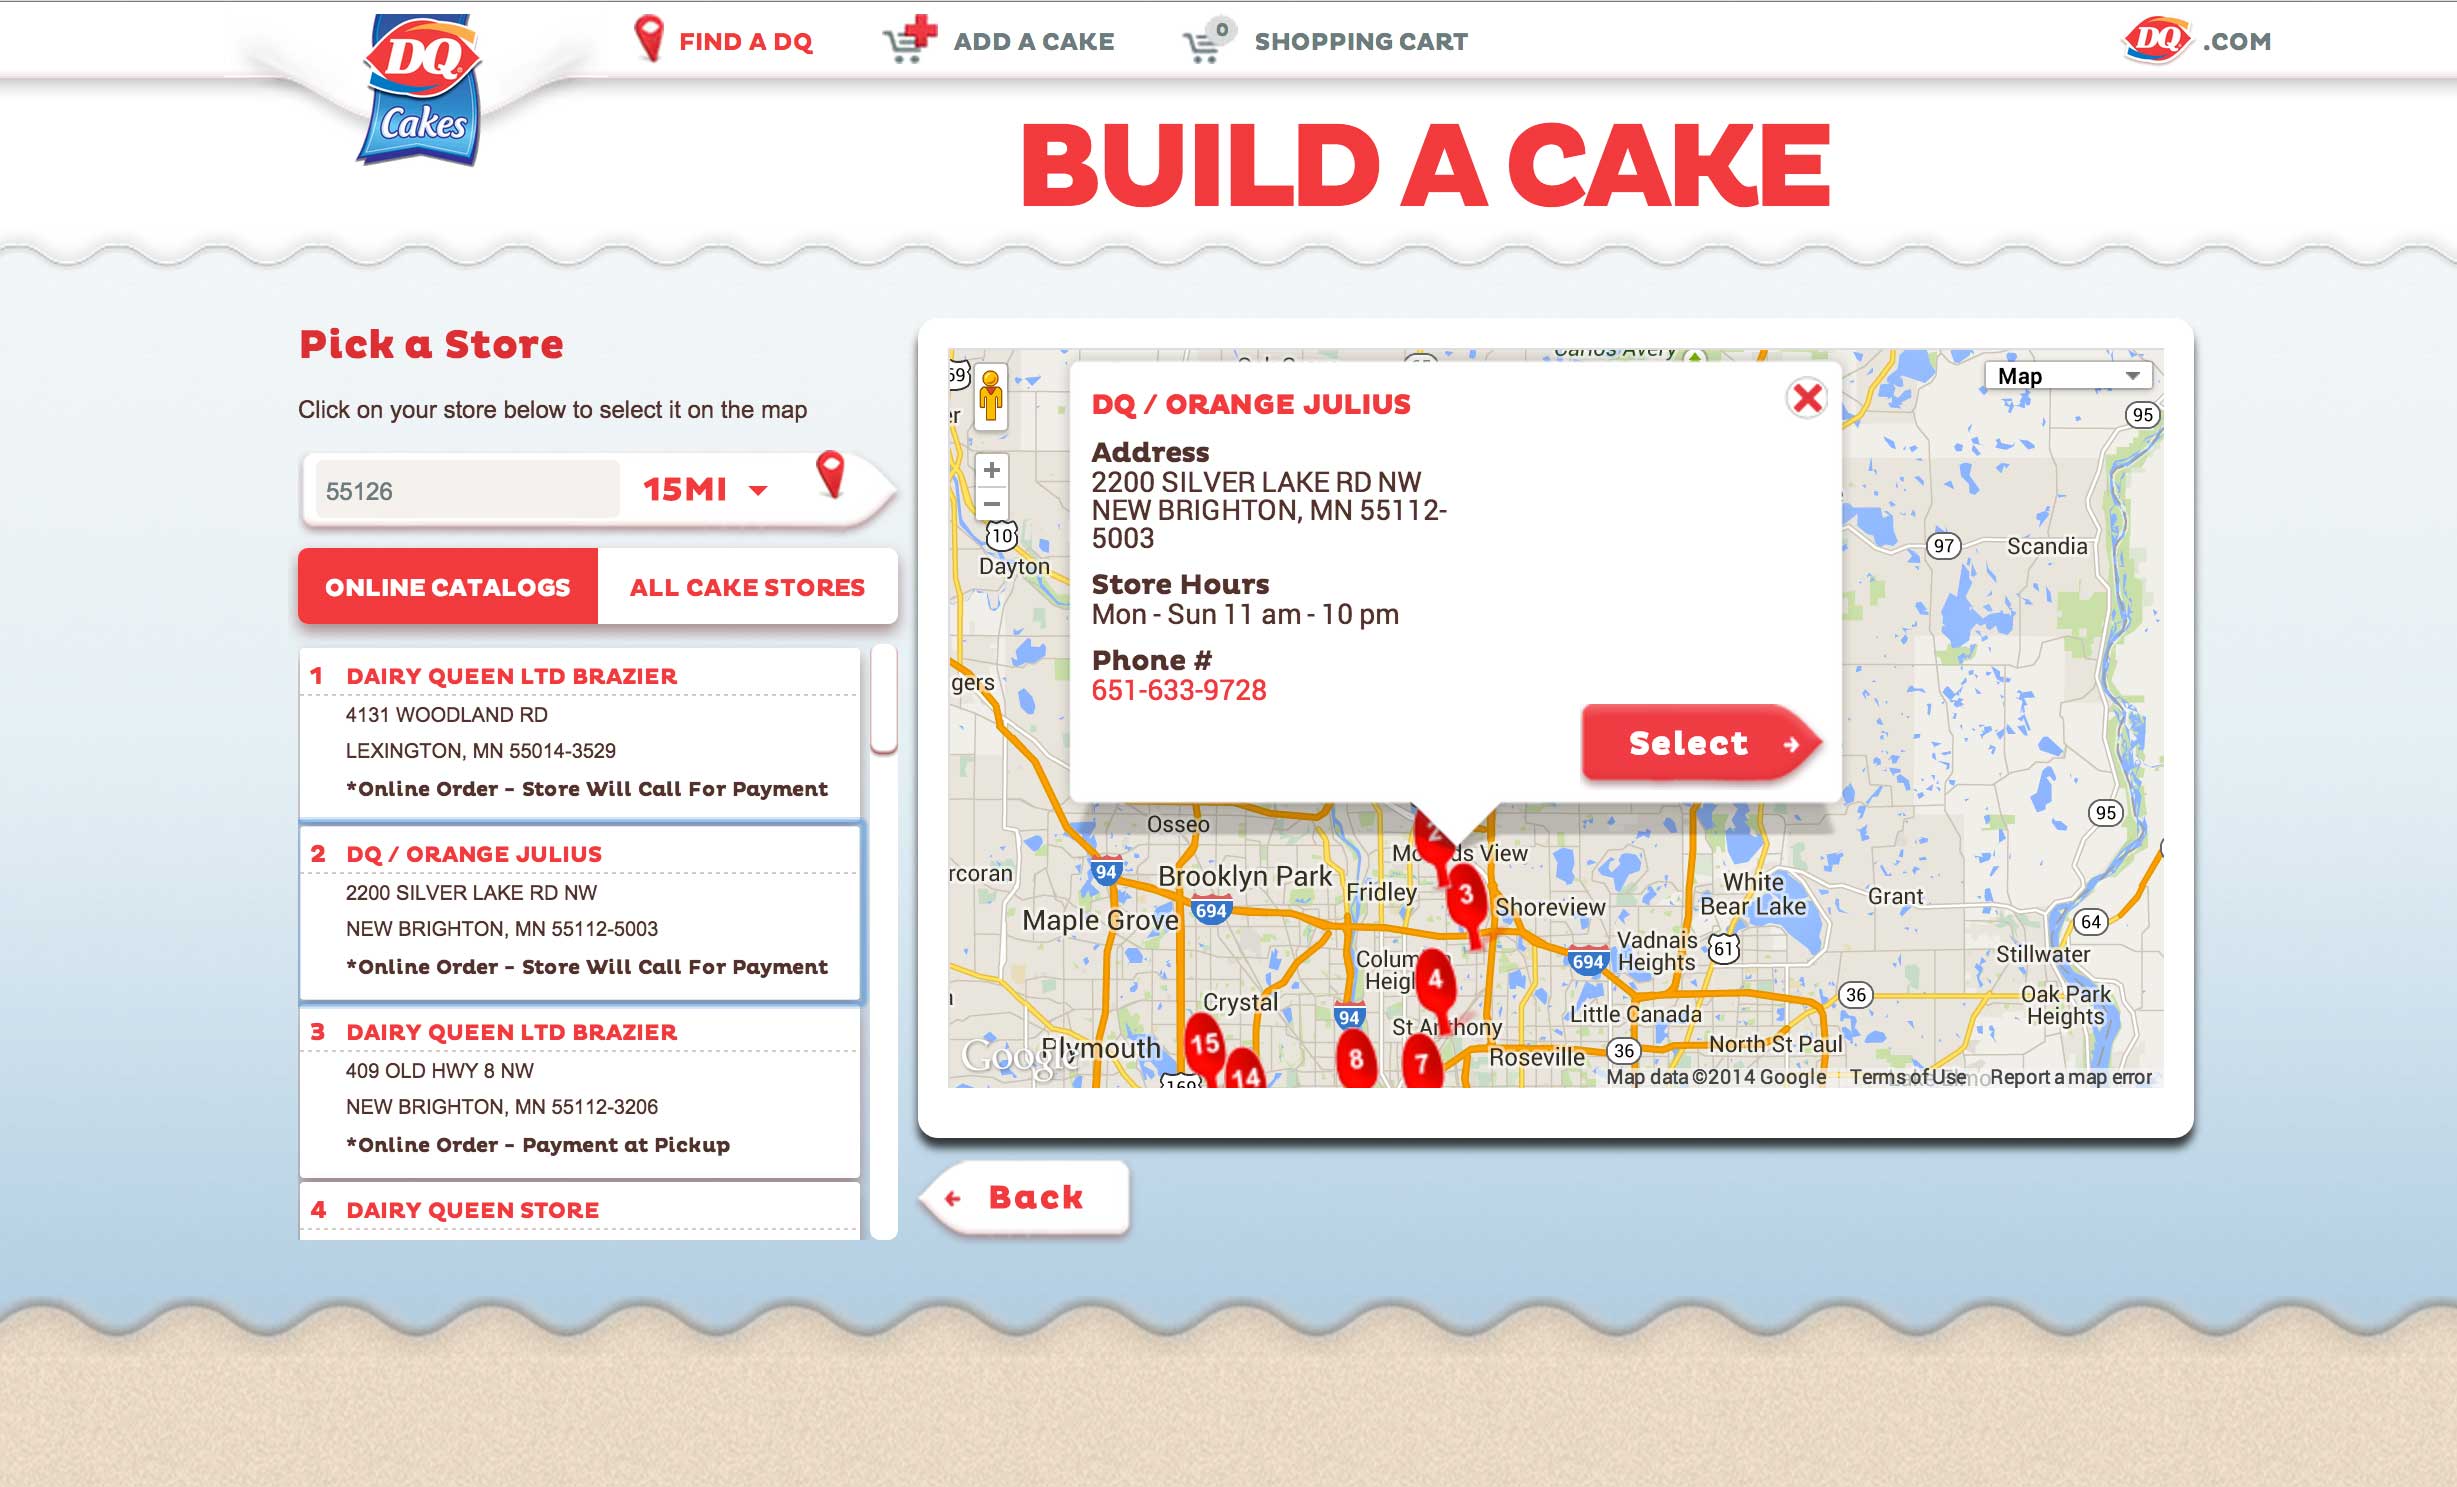 DQ
Cakes
FIND A DQ
ADD A CAKE
0
SHOPPING CART
DQ
.COM
BUILD A CAKE
Pick a Store
Click on your store below to select it on the map
55126
15MI
ONLINE CATALOGS
ALL CAKE STORES
1 DAIRY QUEEN LTD BRAZIER
4131 WOODLAND RD
LEXINGTON, MN 55014-3529
*Online Order - Store Will Call For Payment
2 DQ / ORANGE JULIUS
2200 SILVER LAKE RD NW
NEW BRIGHTON, MN 55112-5003
*Online Order - Store Will Call For Payment
3 DAIRY QUEEN LTD BRAZIER
409 OLD HWY 8 NW
NEW BRIGHTON, MN 55112-3206
*Online Order - Payment at Pickup
4 DAIRY QUEEN STORE
DQ / ORANGE JULIUS
Address
2200 SILVER LAKE RD NW
NEW BRIGHTON, MN 55112-
5003
Store Hours
Mon - Sun 11 am - 10 pm
Phone #
651-633-9728
Select
Map
Carlos Avery
95
97
Scandia
10
Dayton
gers
95
Osseo
2
View
94
rcoran
Brooklyn Park
Fridley
3
White
Bear Lake
Grant
694
Maple Grove
Shoreview
64
Vadnais
Heights
61
694
Stillwater
4
Crystal
36
Oak Park
Heights
94
Little Canada
St Anthony
15
Plymouth
8
7
Roseville
36
North St Paul
14
169
Google
Map data ©2014 Google
Terms of Use
Report a map error
Back